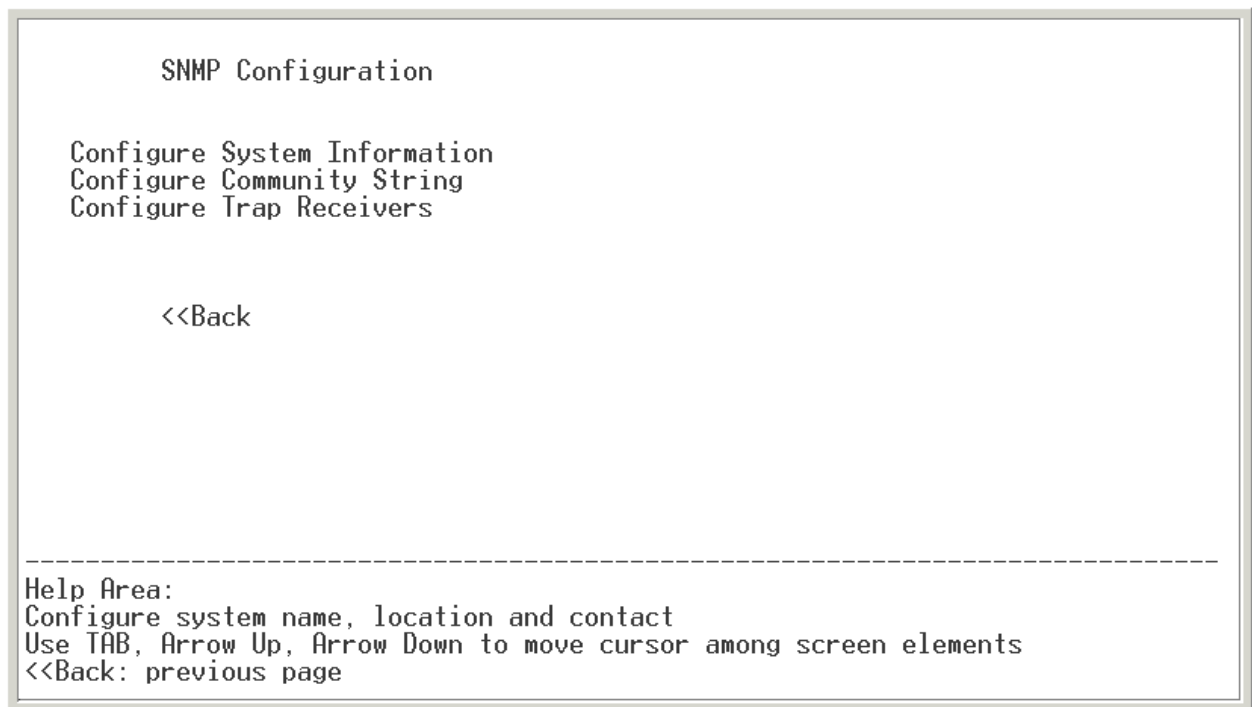 SNMP Configuration
Configure System Information
Configure Community String
Configure Trap Receivers
<<Back
--------------------------------------------------------------------------------
Help Area:
Configure system name, location and contact
Use TAB, Arrow Up, Arrow Down to move cursor among screen elements
<<Back: previous page